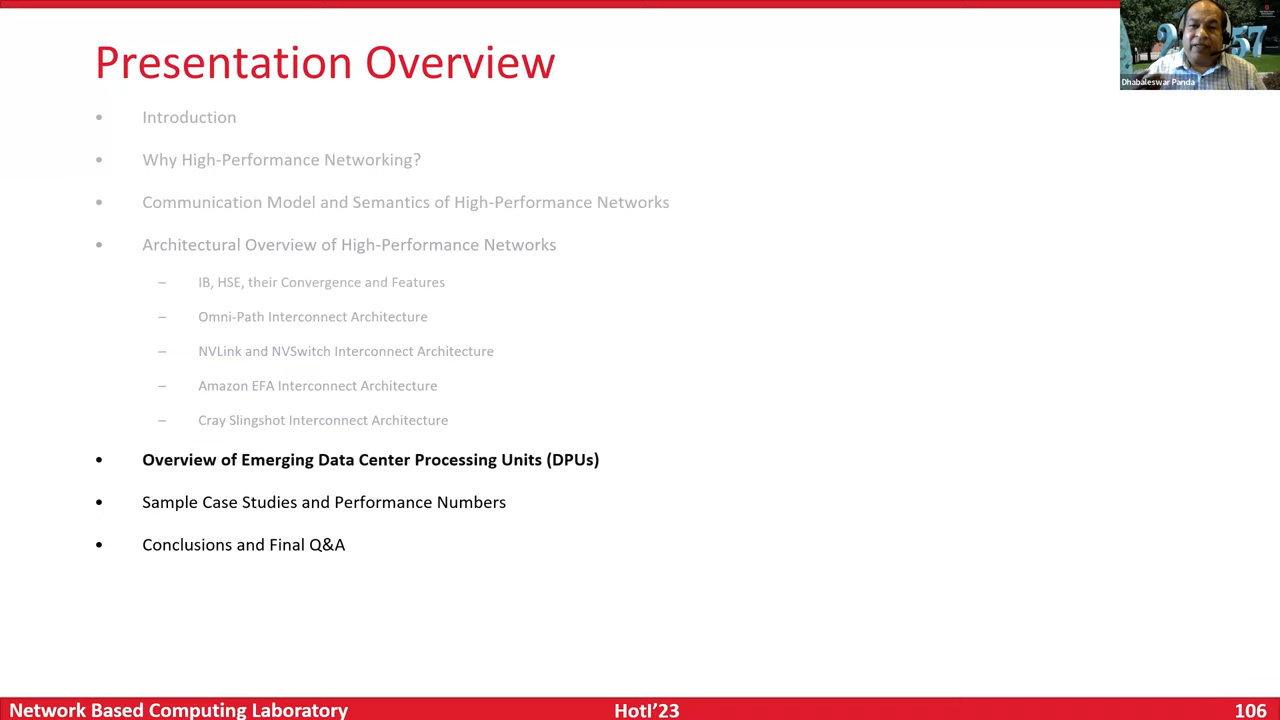 Presentation Overview
Dhabaleswar Panda
• Introduction
• Why High-Performance Networking?
• Communication Model and Semantics of High-Performance Networks
• Architectural Overview of High-Performance Networks
– IB, HSE, their Convergence and Features
– Omni-Path Interconnect Architecture
– NVLink and NVSwitch Interconnect Architecture
– Amazon EFA Interconnect Architecture
– Cray Slingshot Interconnect Architecture
• Overview of Emerging Data Center Processing Units (DPUs)
• Sample Case Studies and Performance Numbers
• Conclusions and Final Q&A
Network Based Computing Laboratory
HotI’23
106